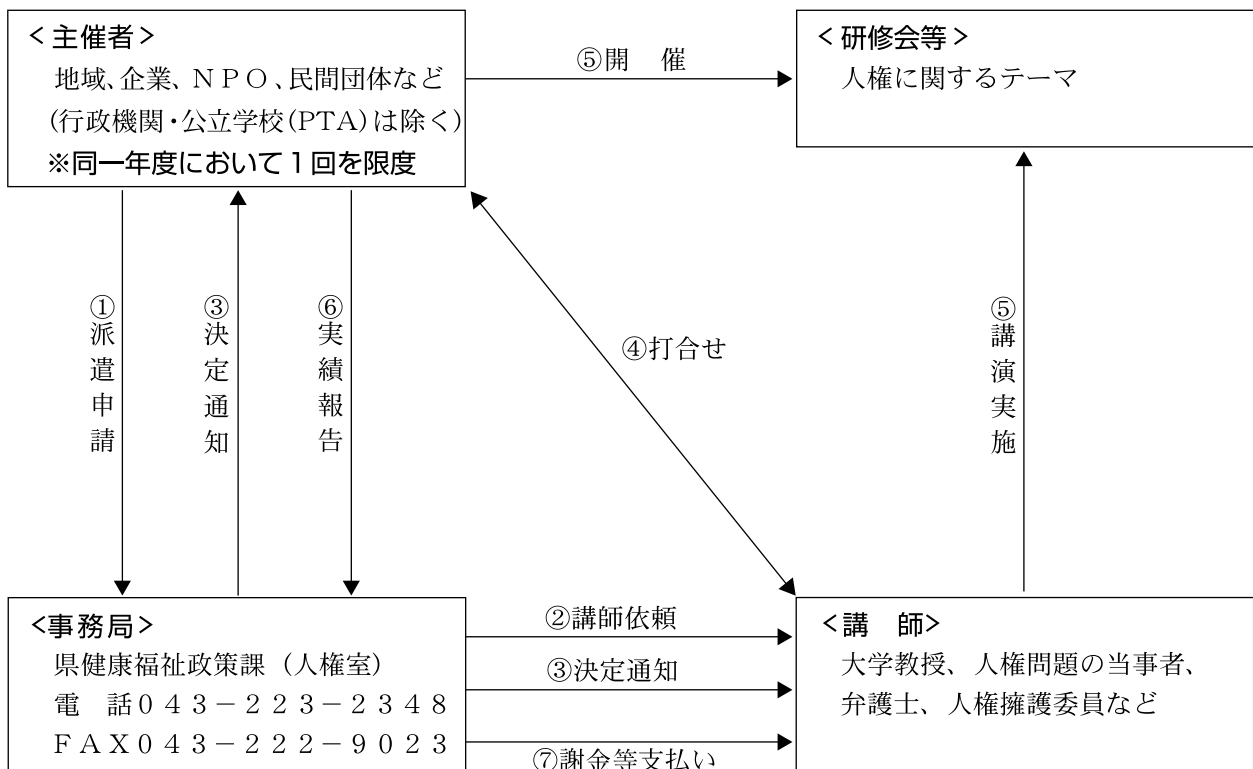 <主催者>
地域、企業、ＮＰＯ、民間団体など
(行政機関・公立学校(PTA)は除く)
※同一年度において１回を限度
⑤開　催
<研修会等>
人権に関するテーマ
①派遣申請
③決定通知
⑥実績報告
④打合せ
⑤講演実施
<事務局>
県健康福祉政策課（人権室）
電　話０４３－２２３－２３４８
ＦＡＸ０４３－２２２－９０２３
②講師依頼
③決定通知
⑦謝金等支払い
<講　師>
大学教授、人権問題の当事者、
弁護士、人権擁護委員など